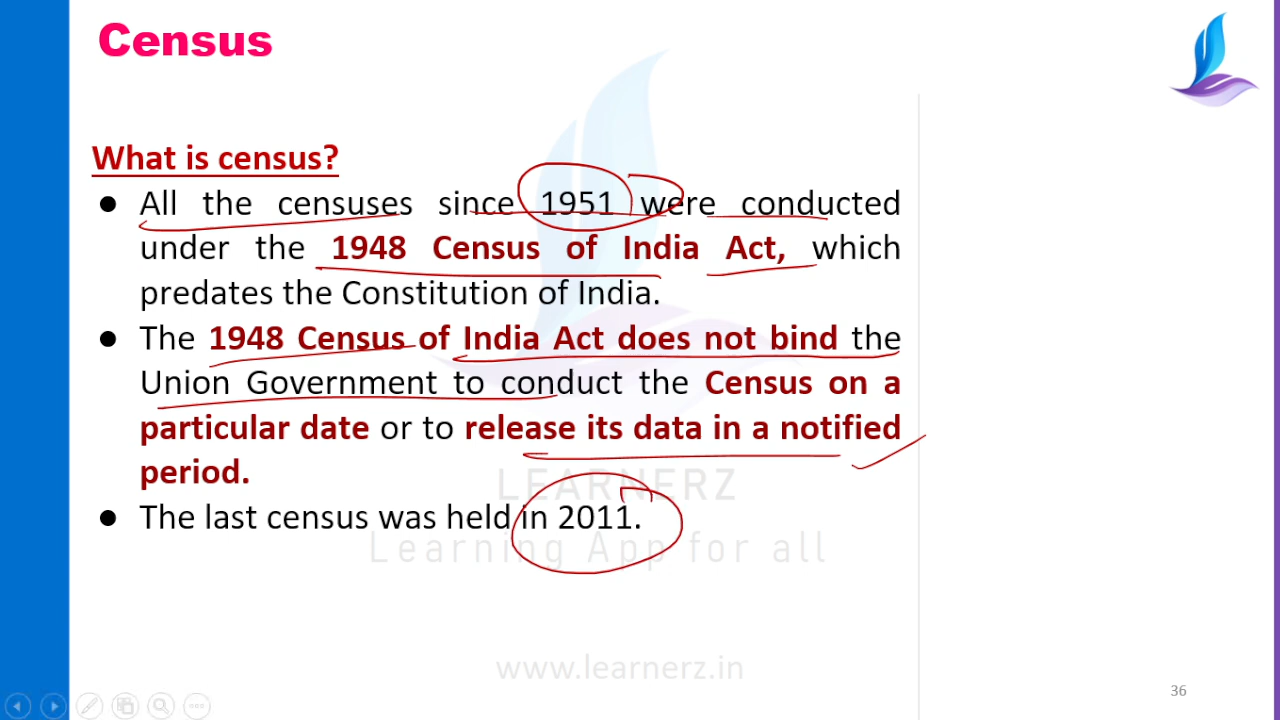 Census
What is census?
● All the censuses since 1951 were conducted
under the 1948 Census of India Act, which
predates the Constitution of India.
● The 1948 Census of India Act does not bind the
Union Government to conduct the Census on a
particular date or to release its data in a notified
period.
LEARNERZ
● The last census was held in 2011.
Learning App for all
www.learnerz.in
36